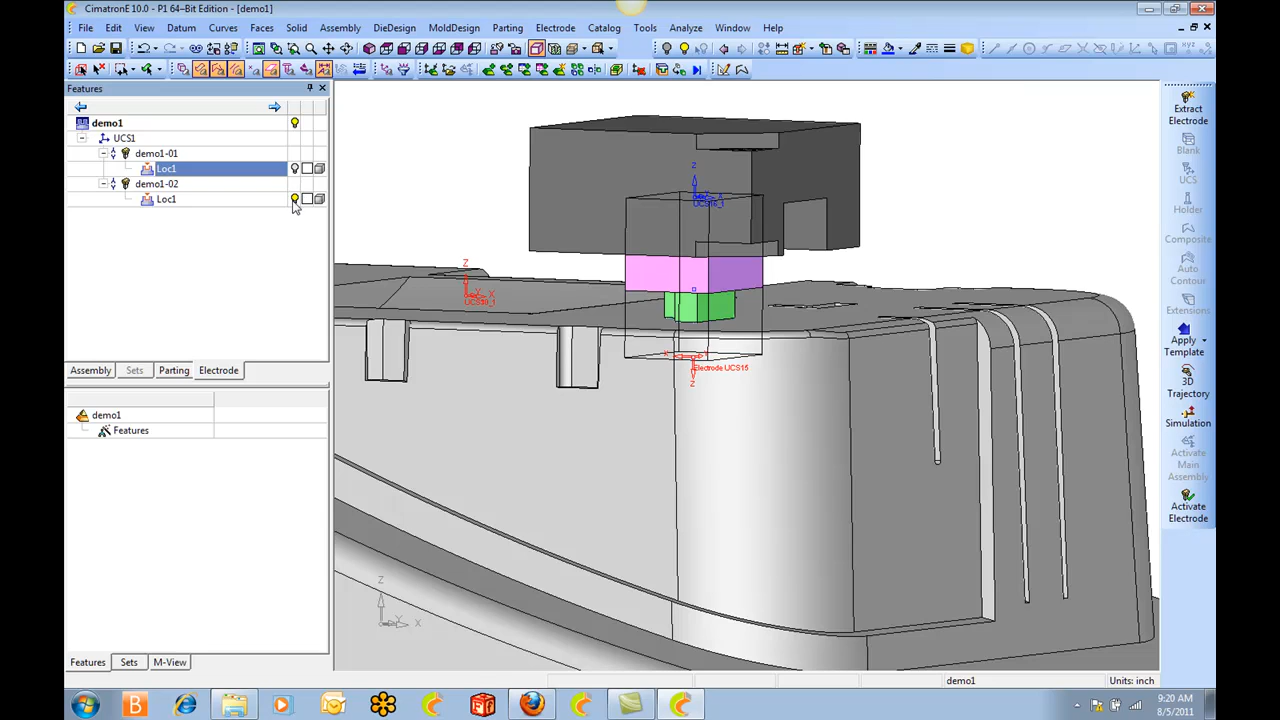 CimatronE 10.0 - P1 64-Bit Edition - [demo1]
File Edit View Datum Curves Faces Solid Assembly DieDesign MoldDesign Parting Electrode Catalog Tools Analyze Window Help
Features
demo1
UCS1
demo1-01
Loc1
demo1-02
Loc1
Assembly Sets Parting Electrode
demo1
Features
Features Sets M-View
Z
Z
X
Z
X
Electrode UCS15
Z
Z
X
Extract Electrode
Blank
UCS
Holder
Composite
Auto Contour
Extensions
Apply Template
3D Trajectory
Simulation
Activate Main Assembly
Activate Electrode
demo1
Units: inch
9:20 AM
8/5/2011